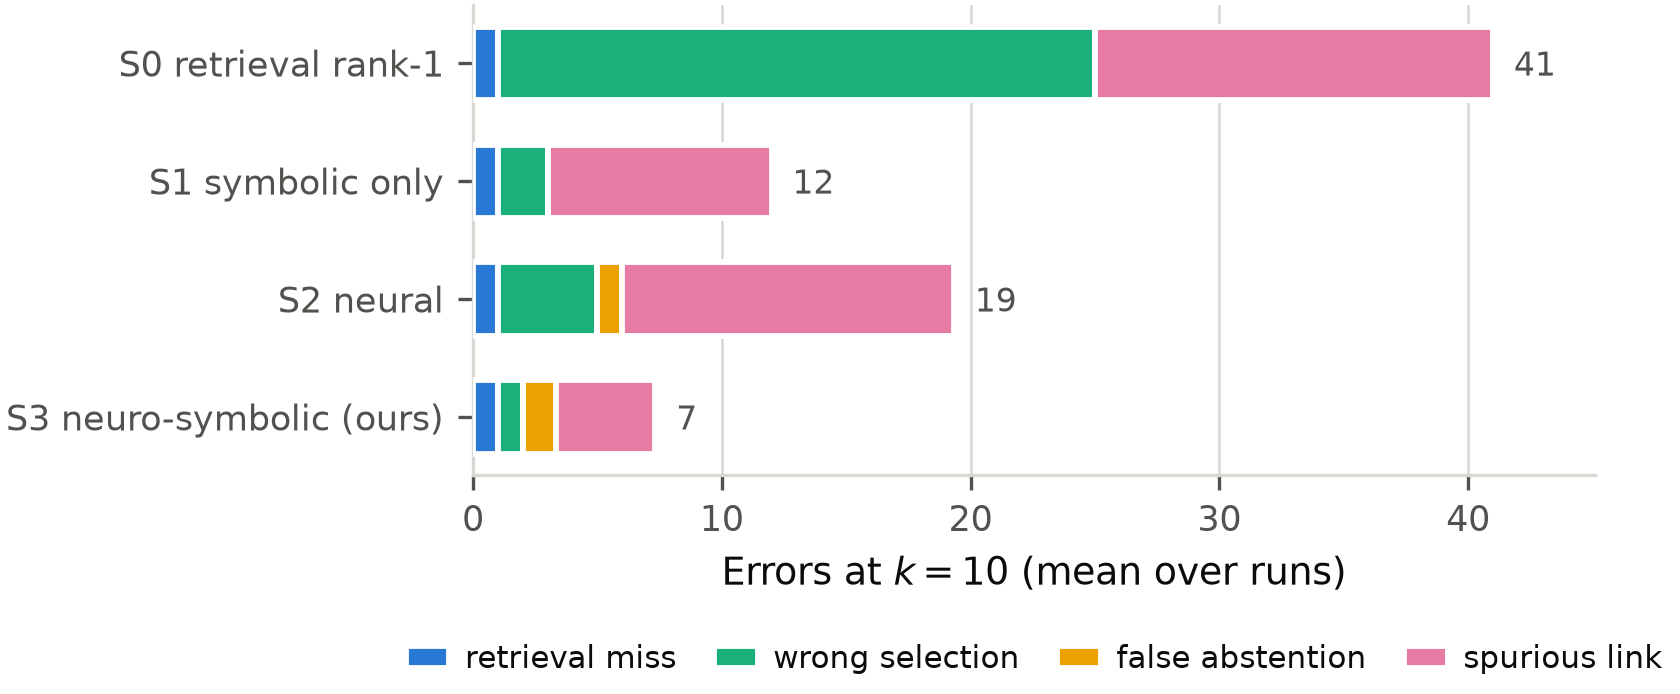 S0 retrieval rank-1
41
S1 symbolic only
12
S2 neural
19
S3 neuro-symbolic (ours)
7
0 10 20 30 40
Errors at k = 10 (mean over runs)
retrieval miss wrong selection false abstention spurious link